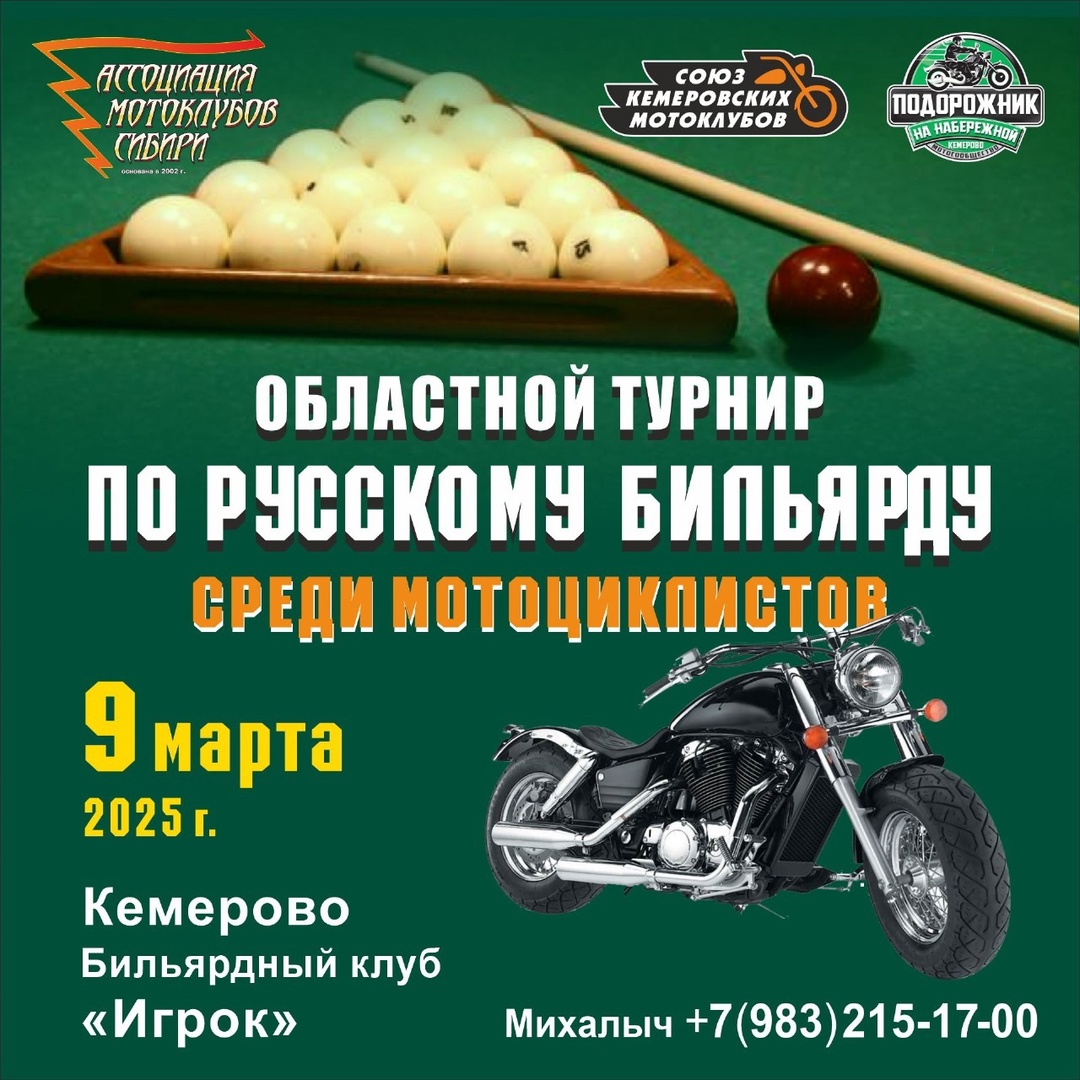 АССОЦИАЦИЯ
МОТОКЛУБОВ
СИБИРИ
основана в 2002 г.
СОЮЗ
КЕМЕРОВСКИХ
МОТОКЛУБОВ
ПОДОРОЖНИК
НА НАБЕРЕЖНОЙ
КЕМЕРОВО
МОТОСООБЩЕСТВО
ОБЛАСТНОЙ ТУРНИР
ПО РУССКОМУ БИЛЬЯРДУ
СРЕДИ МОТОЦИКЛИСТОВ
9 марта
2025 г.
Кемерово
Бильярдный клуб
«Игрок»
Михалыч +7(983)215-17-00